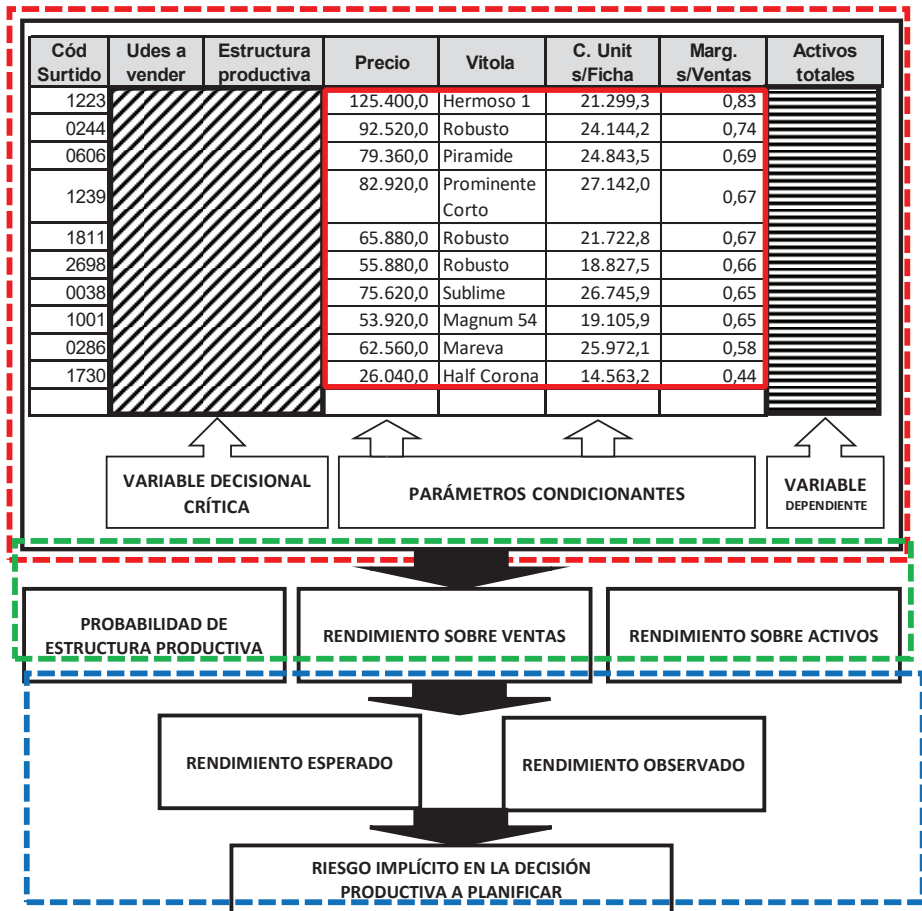 Cód Surtido Udes a vender Estructura productiva Precio Vitola C. Unit s/Ficha Marg. s/Ventas Activos totales
1223 125.400,0 Hermoso 1 21.299,3 0,83
0244 92.520,0 Robusto 24.144,2 0,74
0606 79.360,0 Piramide 24.843,5 0,69
1239 82.920,0 Prominente Corto 27.142,0 0,67
1811 65.880,0 Robusto 21.722,8 0,67
2698 55.880,0 Robusto 18.827,5 0,66
0038 75.620,0 Sublime 26.745,9 0,65
1001 53.920,0 Magnum 54 19.105,9 0,65
0286 62.560,0 Mareva 25.972,1 0,58
1730 26.040,0 Half Corona 14.563,2 0,44
VARIABLE DECISIONAL
CRÍTICA
PARÁMETROS CONDICIONANTES
VARIABLE
DEPENDIENTE
PROBABILIDAD DE
ESTRUCTURA PRODUCTIVA
RENDIMIENTO SOBRE VENTAS
RENDIMIENTO SOBRE ACTIVOS
RENDIMIENTO ESPERADO
RENDIMIENTO OBSERVADO
RIESGO IMPLÍCITO EN LA DECISIÓN
PRODUCTIVA A PLANIFICAR